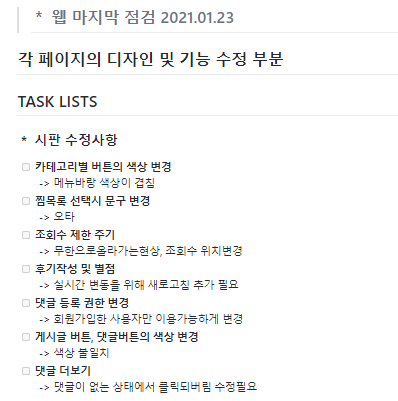 * 웹 마지막 점검 2021.01.23
각 페이지의 디자인 및 기능 수정 부분
TASK LISTS
* 시판 수정사항
카테고리별 버튼의 색상 변경
-> 메뉴바랑 색상이 겹침
찜목록 선택시 문구 변경
-> 오타
조회수 제한 주기
-> 무한으로올라가는현상, 조회수 위치변경
후기작성 및 별점
-> 실시간 변동을 위해 새로고침 추가 필요
댓글 등록 권한 변경
-> 회원가입한 사용자만 이용가능하게 변경
게시글 버튼, 댓글버튼의 색상 변경
-> 색상 불일치
댓글 더보기
-> 댓글이 없는 상태에서 클릭되버림 수정필요